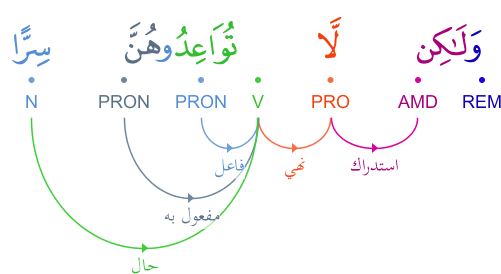 وَلَـٰكِن لَّا تُوَاعِدُوهُنَّ سِرًّا
REM AMD PRO V PRON PRON N
استدراك نهي فاعل
مفعول به
حال